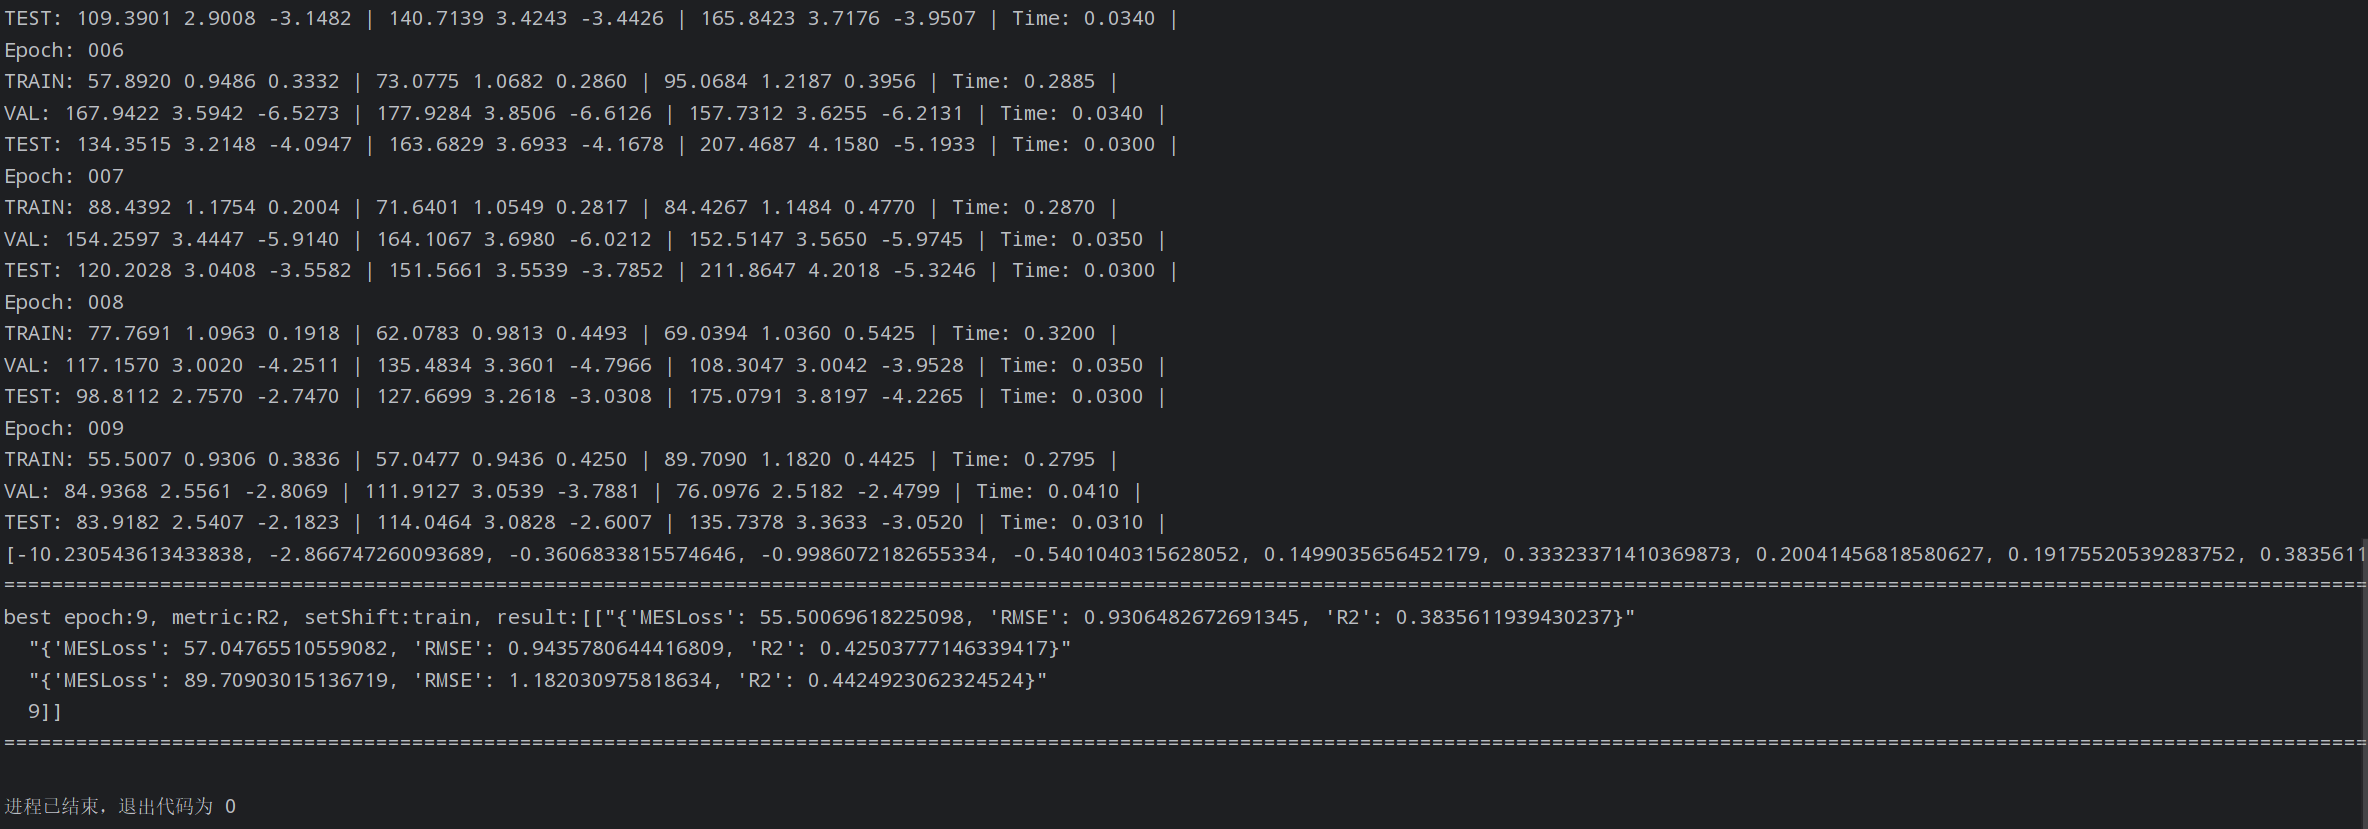 TEST: 109.3901 2.9008 -3.1482 | 140.7139 3.4243 -3.4426 | 165.8423 3.7176 -3.9507 | Time: 0.0340 |
Epoch: 006
TRAIN: 57.8920 0.9486 0.3332 | 73.0775 1.0682 0.2860 | 95.0684 1.2187 0.3956 | Time: 0.2885 |
VAL: 167.9422 3.5942 -6.5273 | 177.9284 3.8506 -6.6126 | 157.7312 3.6255 -6.2131 | Time: 0.0340 |
TEST: 134.3515 3.2148 -4.0947 | 163.6829 3.6933 -4.1678 | 207.4687 4.1580 -5.1933 | Time: 0.0300 |
Epoch: 007
TRAIN: 88.4392 1.1754 0.2004 | 71.6401 1.0549 0.2817 | 84.4267 1.1484 0.4770 | Time: 0.2870 |
VAL: 154.2597 3.4447 -5.9140 | 164.1067 3.6980 -6.0212 | 152.5147 3.5650 -5.9745 | Time: 0.0350 |
TEST: 120.2028 3.0408 -3.5582 | 151.5661 3.5539 -3.7852 | 211.8647 4.2018 -5.3246 | Time: 0.0300 |
Epoch: 008
TRAIN: 77.7691 1.0963 0.1918 | 62.0783 0.9813 0.4493 | 69.0394 1.0360 0.5425 | Time: 0.3200 |
VAL: 117.1570 3.0020 -4.2511 | 135.4834 3.3601 -4.7966 | 108.3047 3.0042 -3.9528 | Time: 0.0350 |
TEST: 98.8112 2.7570 -2.7470 | 127.6699 3.2618 -3.0308 | 175.0791 3.8197 -4.2265 | Time: 0.0300 |
Epoch: 009
TRAIN: 55.5007 0.9306 0.3836 | 57.0477 0.9436 0.4250 | 89.7090 1.1820 0.4425 | Time: 0.2795 |
VAL: 84.9368 2.5561 -2.8069 | 111.9127 3.0539 -3.7881 | 76.0976 2.5182 -2.4799 | Time: 0.0410 |
TEST: 83.9182 2.5407 -2.1823 | 114.0464 3.0828 -2.6007 | 135.7378 3.3633 -3.0520 | Time: 0.0310 |
[-10.230543613433838, -2.866747260093689, -0.3606833815574646, -0.9986072182655334, -0.5401040315628052, 0.1499035656452179, 0.33323371410369873, 0.20041456818580627, 0.19175520539283752, 0.3835611
=====================================================================================================================================================================================================
best epoch:9, metric:R2, setShift:train, result:[["{'MESLoss': 55.50069618225098, 'RMSE': 0.9306482672691345, 'R2': 0.3835611939430237}"
"{'MESLoss': 57.04765510559082, 'RMSE': 0.9435780644416809, 'R2': 0.42503777146339417}"
"{'MESLoss': 89.70903015136719, 'RMSE': 1.182030975818634, 'R2': 0.4424923062324524}"
9]]
=====================================================================================================================================================================================================
进程已结束，退出代码为 0